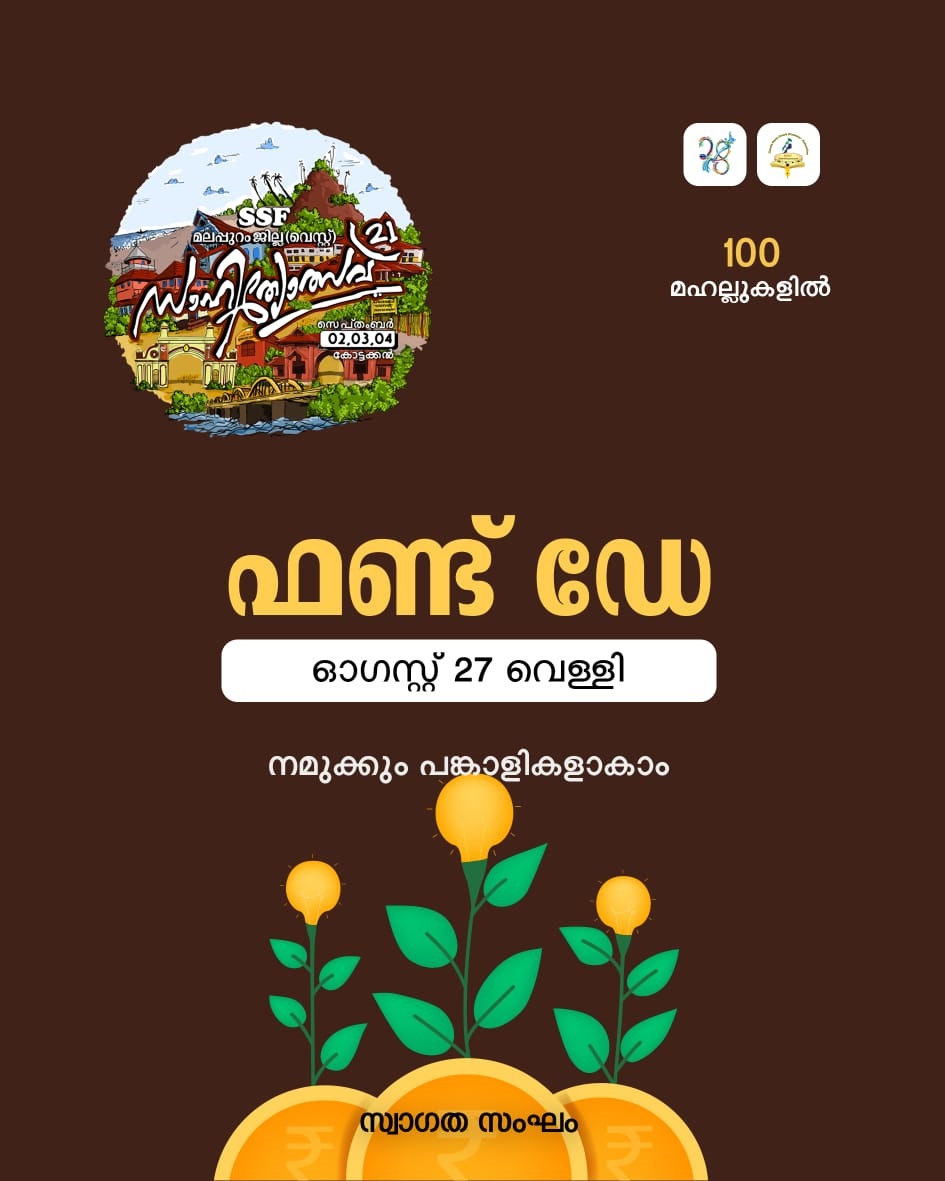 SSF
മലപ്പുറം ജില്ല (വെസ്റ്റ്)
സാഹിത്യോത്സവ് '21
സെപ്തംബർ
02,03,04
കോട്ടക്കൽ
100
മഹല്ലുകളിൽ
ഫണ്ട് ഡേ
ഓഗസ്റ്റ് 27 വെള്ളി
നമുക്കും പങ്കാളികളാകാം
₹ ₹ ₹
സ്വാഗത സംഘം